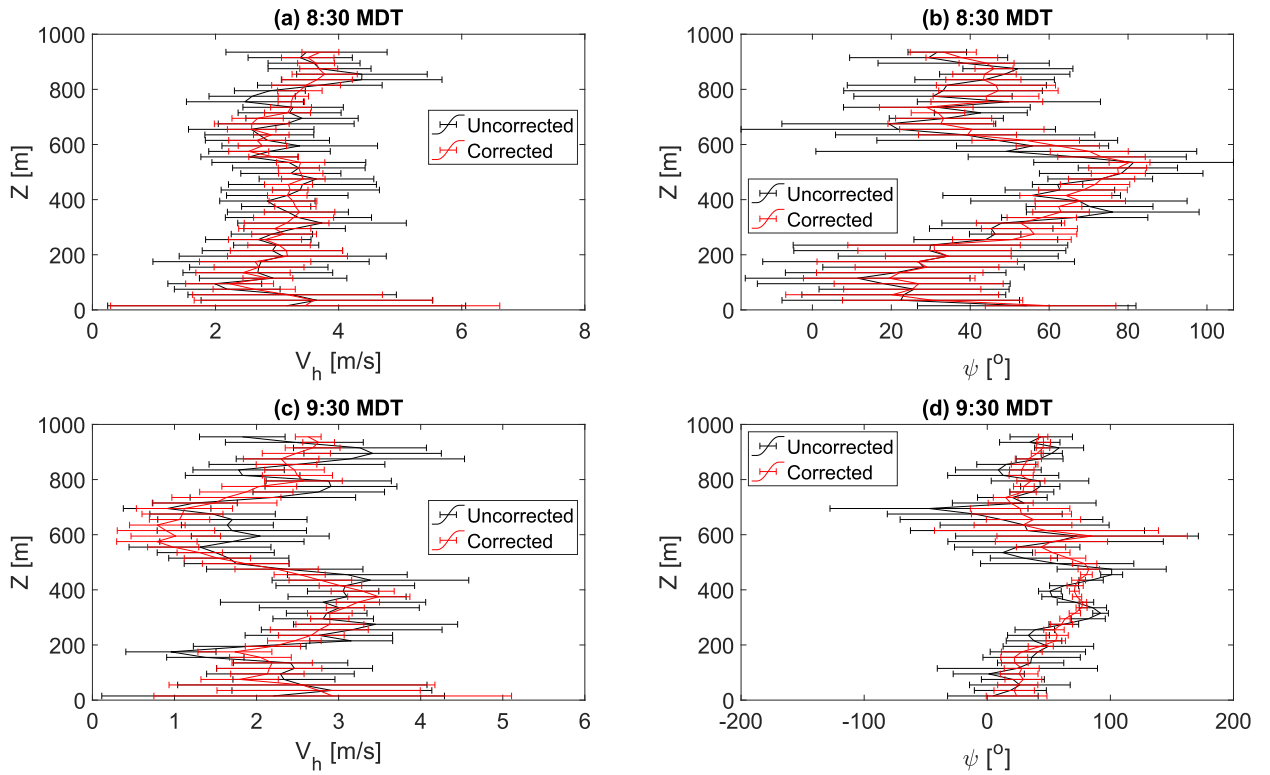 (a) 8:30 MDT
1000
800
600
400
200
0
Z [m]
0 2 4 6 8
V_h [m/s]
Uncorrected
Corrected
(b) 8:30 MDT
1000
800
600
400
200
0
Z [m]
0 20 40 60 80 100
ψ [°]
Uncorrected
Corrected
(c) 9:30 MDT
1000
800
600
400
200
0
Z [m]
0 1 2 3 4 5 6
V_h [m/s]
Uncorrected
Corrected
(d) 9:30 MDT
1000
800
600
400
200
0
Z [m]
-200 -100 0 100 200
ψ [°]
Uncorrected
Corrected